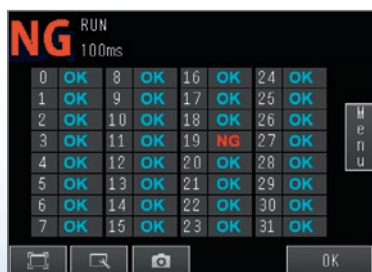 NG RUN
100ms
0 OK 8 OK 16 OK 24 OK
1 OK 9 OK 17 OK 25 OK
2 OK 10 OK 18 OK 26 OK
3 OK 11 OK 19 NG 27 OK
4 OK 12 OK 20 OK 28 OK
5 OK 13 OK 21 OK 29 OK
6 OK 14 OK 22 OK 30 OK
7 OK 15 OK 23 OK 31 OK
Menu
OK